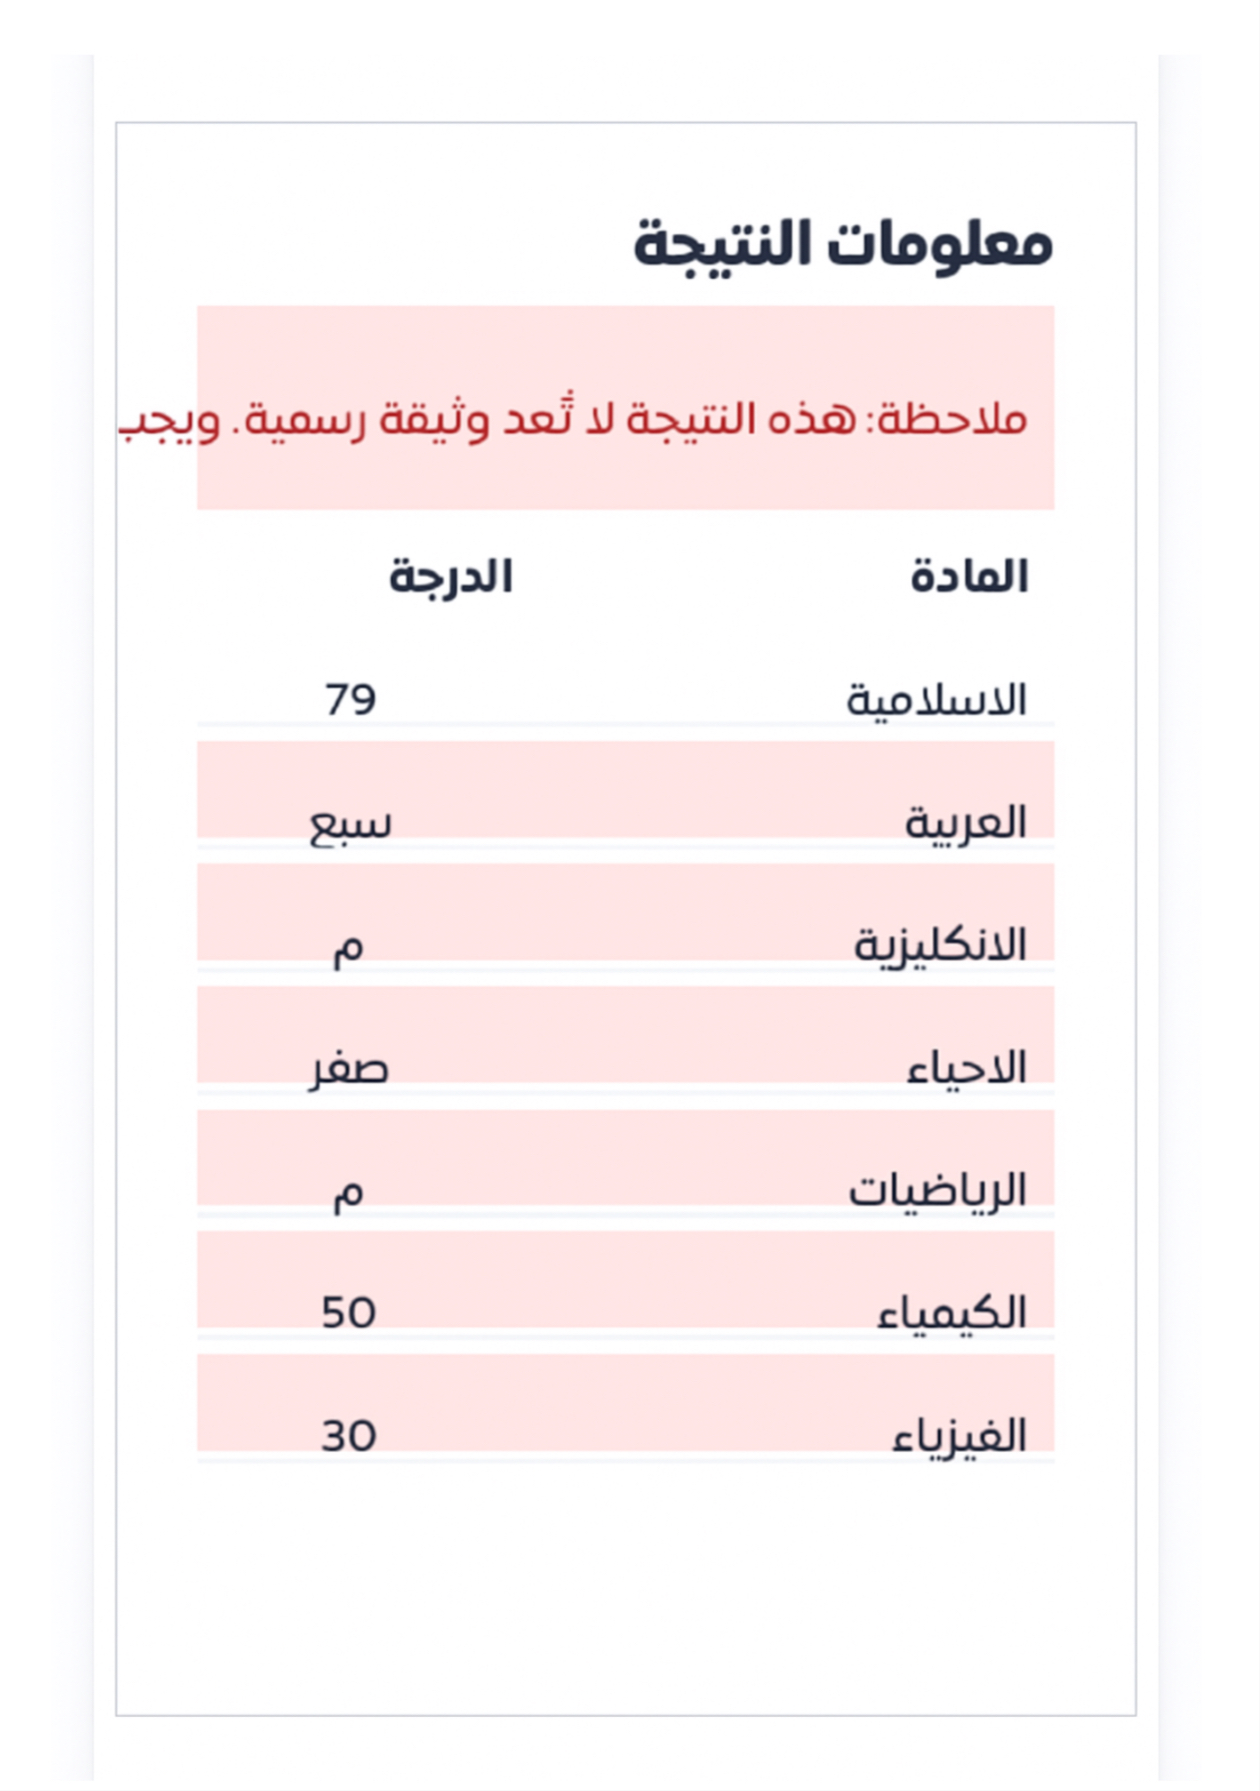 معلومات النتيجة
ملاحظة: هذه النتيجة لا تُعد وثيقة رسمية. ويجب
المادة الدرجة
الاسلامية 79
العربية سبع
الانكليزية م
الاحياء صفر
الرياضيات م
الكيمياء 50
الفيزياء 30